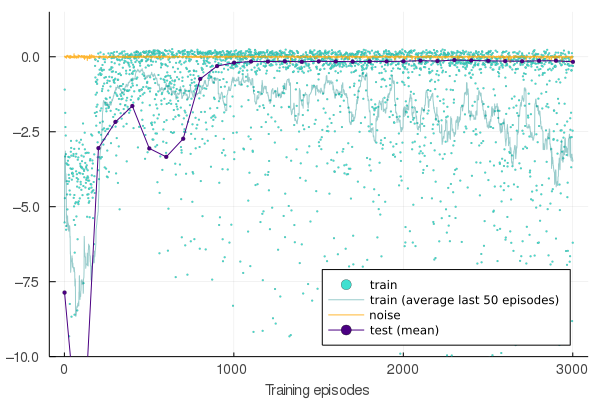 0.0
−2.5
−5.0
−7.5
−10.0
train
train (average last 50 episodes)
noise
test (mean)
0 1000 2000 3000
Training episodes